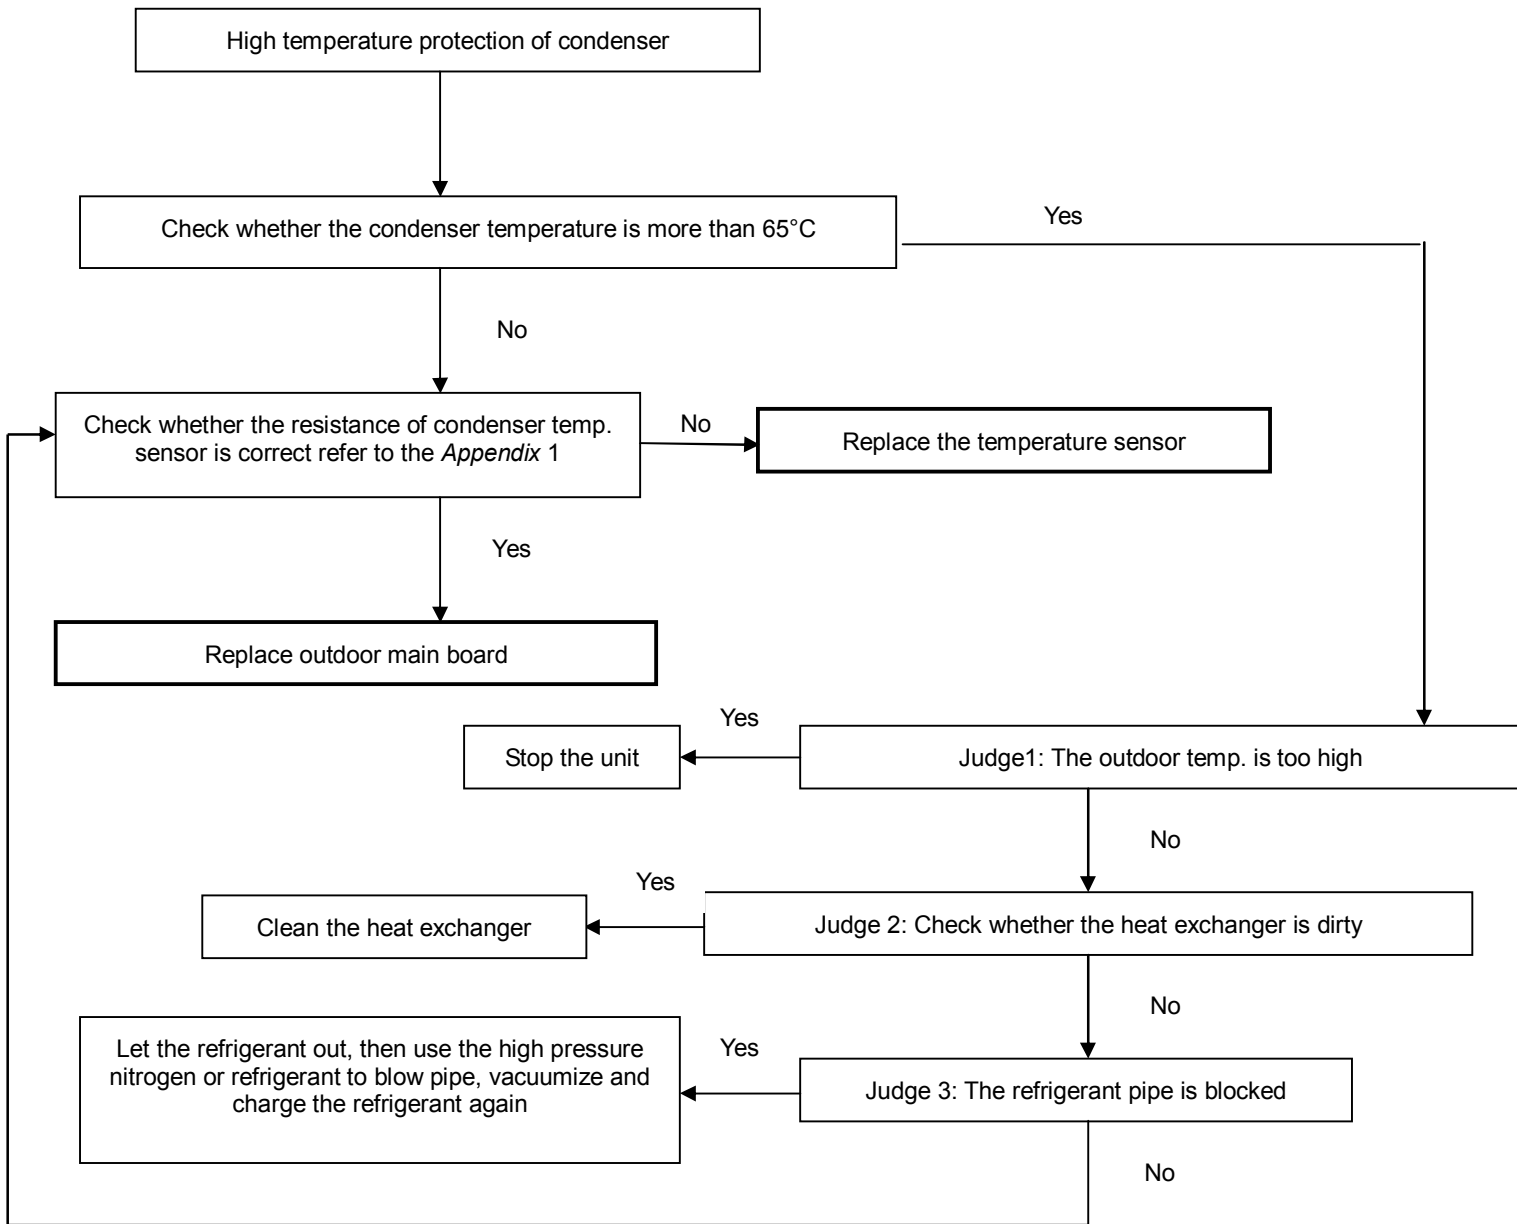 High temperature protection of condenser
Check whether the condenser temperature is more than 65°C
Yes
No
Check whether the resistance of condenser temp.
sensor is correct refer to the Appendix 1
No
Replace the temperature sensor
Yes
Replace outdoor main board
Yes
Stop the unit
Judge1: The outdoor temp. is too high
No
Yes
Clean the heat exchanger
Judge 2: Check whether the heat exchanger is dirty
No
Let the refrigerant out, then use the high pressure
nitrogen or refrigerant to blow pipe, vacuumize and
charge the refrigerant again
Yes
Judge 3: The refrigerant pipe is blocked
No